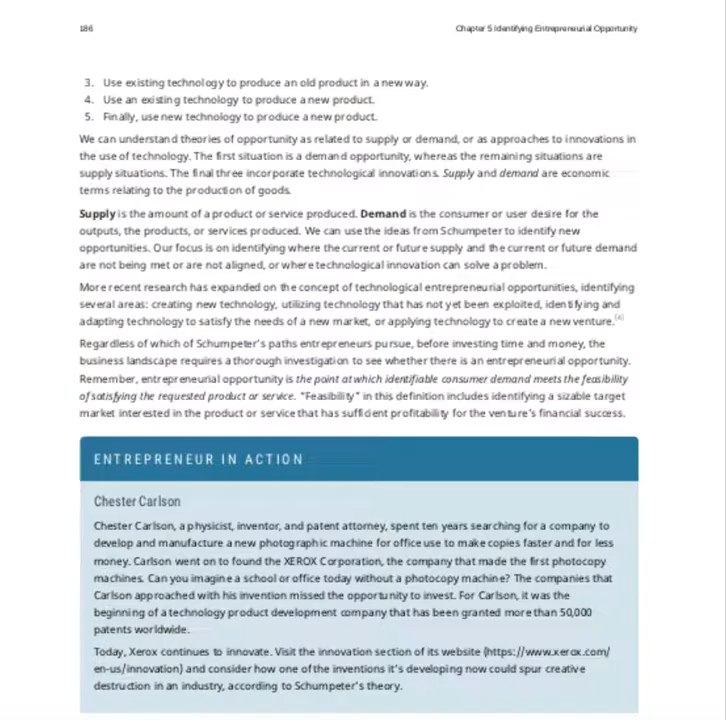 186
Chapter 5 Identifying Entrepreneurial Opportunity
3. Use existing technology to produce an old product in a new way.
4. Use an existing technology to produce a new product.
5. Finally, use new technology to produce a new product.
We can understand theories of opportunity as related to supply or demand, or as approaches to innovations in
the use of technology. The first situation is a demand opportunity, whereas the remaining situations are
supply situations. The final three incorporate technological innovations. Supply and demand are economic
terms relating to the production of goods.
Supply is the amount of a product or service produced. Demand is the consumer or user desire for the
outputs, the products, or services produced. We can use the ideas from Schumpeter to identify new
opportunities. Our focus is on identifying where the current or future supply and the current or future demand
are not being met or are not aligned, or where technological innovation can solve a problem.
More recent research has expanded on the concept of technological entrepreneurial opportunities, identifying
several areas: creating new technology, utilizing technology that has not yet been exploited, identifying and
adapting technology to satisfy the needs of a new market, or applying technology to create a new venture.[4]
Regardless of which of Schumpeter's paths entrepreneurs pursue, before investing time and money, the
business landscape requires a thorough investigation to see whether there is an entrepreneurial opportunity.
Remember, entrepreneurial opportunity is the point at which identifiable consumer demand meets the feasibility
of satisfying the requested product or service. "Feasibility" in this definition includes identifying a sizable target
market interested in the product or service that has sufficient profitability for the venture's financial success.
ENTREPRENEUR IN ACTION
Chester Carlson
Chester Carlson, a physicist, inventor, and patent attorney, spent ten years searching for a company to
develop and manufacture a new photographic machine for office use to make copies faster and for less
money. Carlson went on to found the XEROX Corporation, the company that made the first photocopy
machines. Can you imagine a school or office today without a photocopy machine? The companies that
Carlson approached with his invention missed the opportunity to invest. For Carlson, it was the
beginning of a technology product development company that has been granted more than 50,000
patents worldwide.
Today, Xerox continues to innovate. Visit the innovation section of its website (https://www.xerox.com/
en-us/innovation) and consider how one of the inventions it's developing now could spur creative
destruction in an industry, according to Schumpeter's theory.